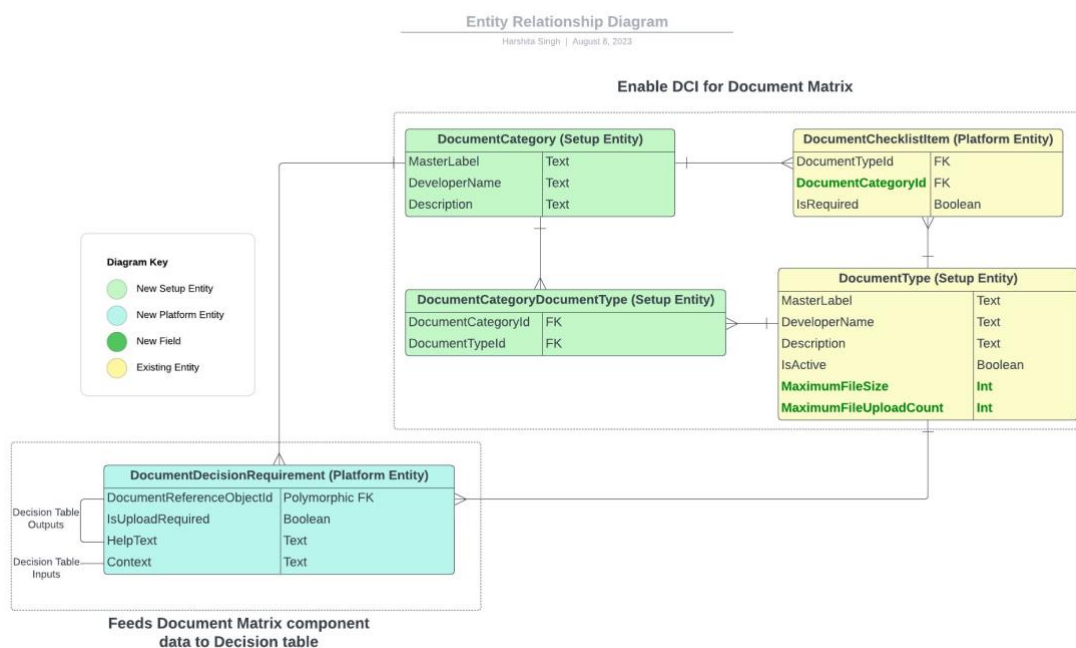 Entity Relationship Diagram
Harshita Singh | August 8, 2023
Enable DCI for Document Matrix
DocumentCategory (Setup Entity)
MasterLabel Text
DeveloperName Text
Description Text
DocumentChecklistItem (Platform Entity)
DocumentTypeId FK
DocumentCategoryId FK
IsRequired Boolean
Diagram Key
New Setup Entity
New Platform Entity
New Field
Existing Entity
DocumentCategoryDocumentType (Setup Entity)
DocumentCategoryId FK
DocumentTypeId FK
DocumentType (Setup Entity)
MasterLabel Text
DeveloperName Text
Description Text
IsActive Boolean
MaximumFileSize Int
MaximumFileUploadCount Int
DocumentDecisionRequirement (Platform Entity)
DocumentReferenceObjectId Polymorphic FK
IsUploadRequired Boolean
HelpText Text
Context Text
Decision Table
Outputs
Decision Table
Inputs
Feeds Document Matrix component
data to Decision table